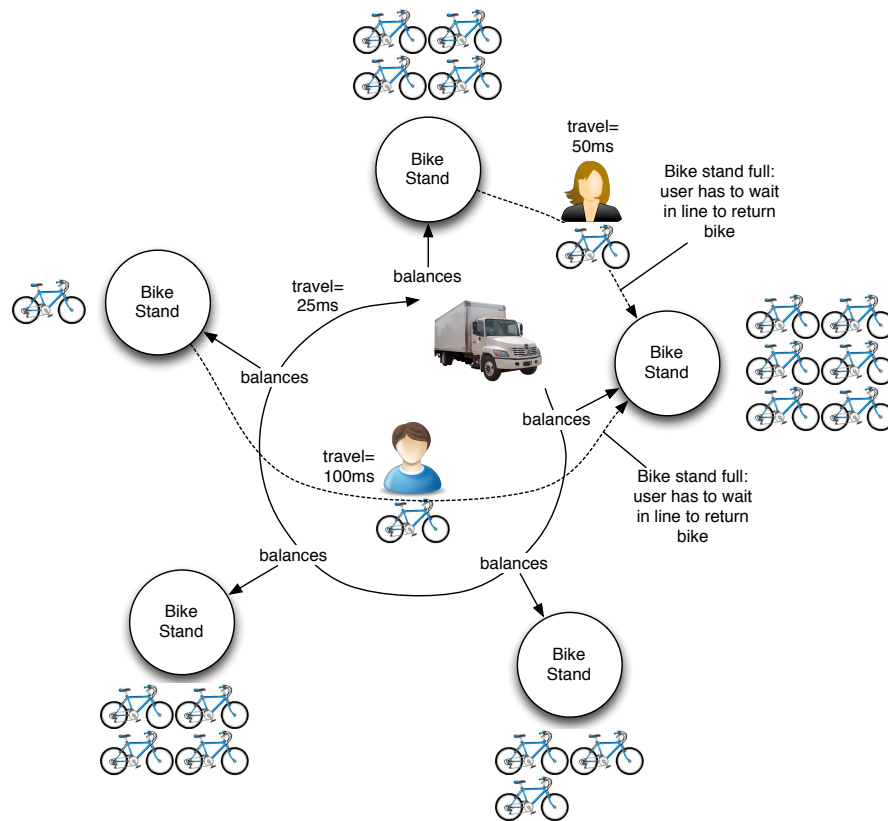 travel=
50ms
Bike
Stand
Bike stand full:
user has to wait
in line to return
bike
balances
travel=
25ms
Bike
Stand
Bike
Stand
balances
balances
travel=
100ms
Bike stand full:
user has to wait
in line to return
bike
balances
balances
Bike
Stand
Bike
Stand